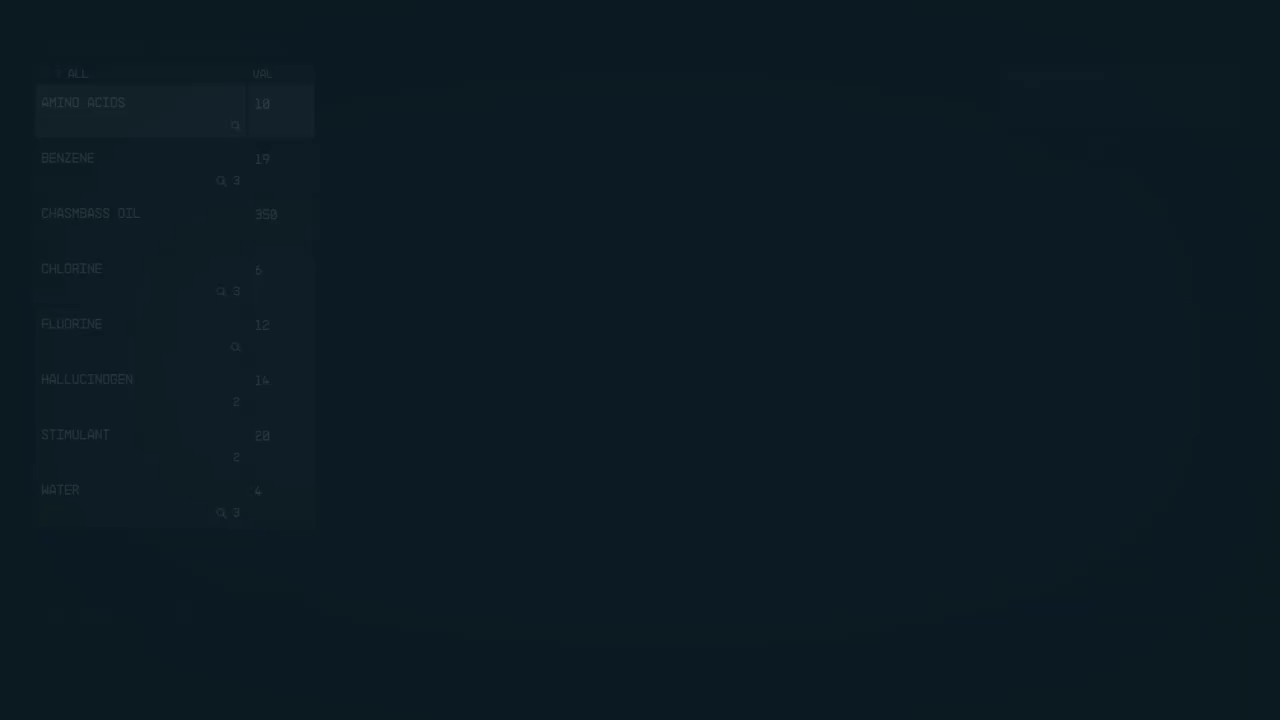 ALL VAL
AMINO ACIDS 10
BENZENE 19
3
CHASMBASS OIL 350
CHLORINE 6
3
FLUORINE 12
HALLUCINOGEN 14
2
STIMULANT 20
2
WATER 4
3